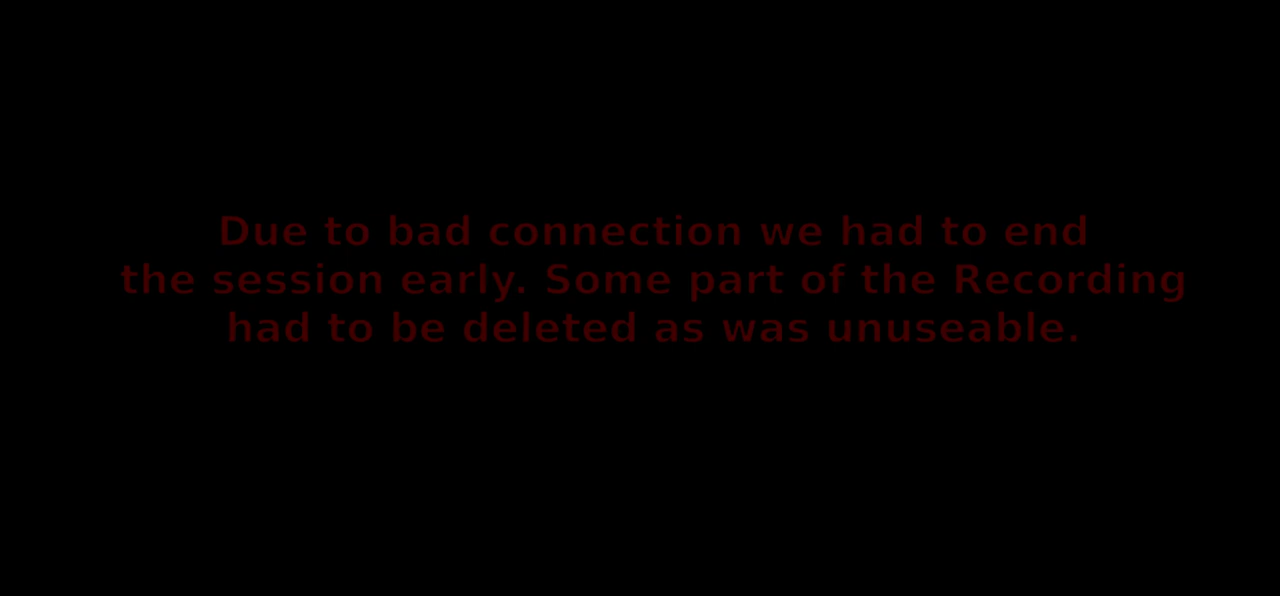 Due to bad connection we had to end
the session early. Some part of the Recording
had to be deleted as was unuseable.